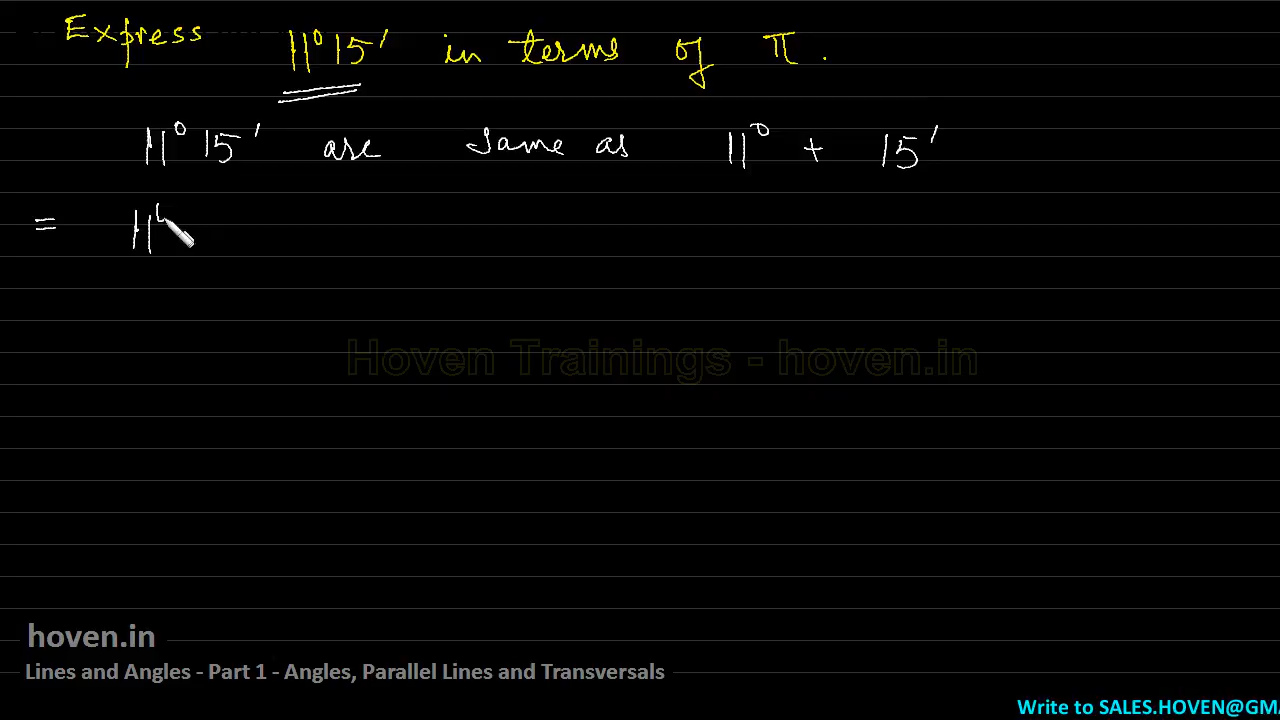 Express 11° 15' in terms of π.
11° 15' are same as 11° + 15'
= 11
Hoven Trainings - hoven.in
hoven.in
Lines and Angles - Part 1 - Angles, Parallel Lines and Transversals
Write to SALES.HOVEN@GMA